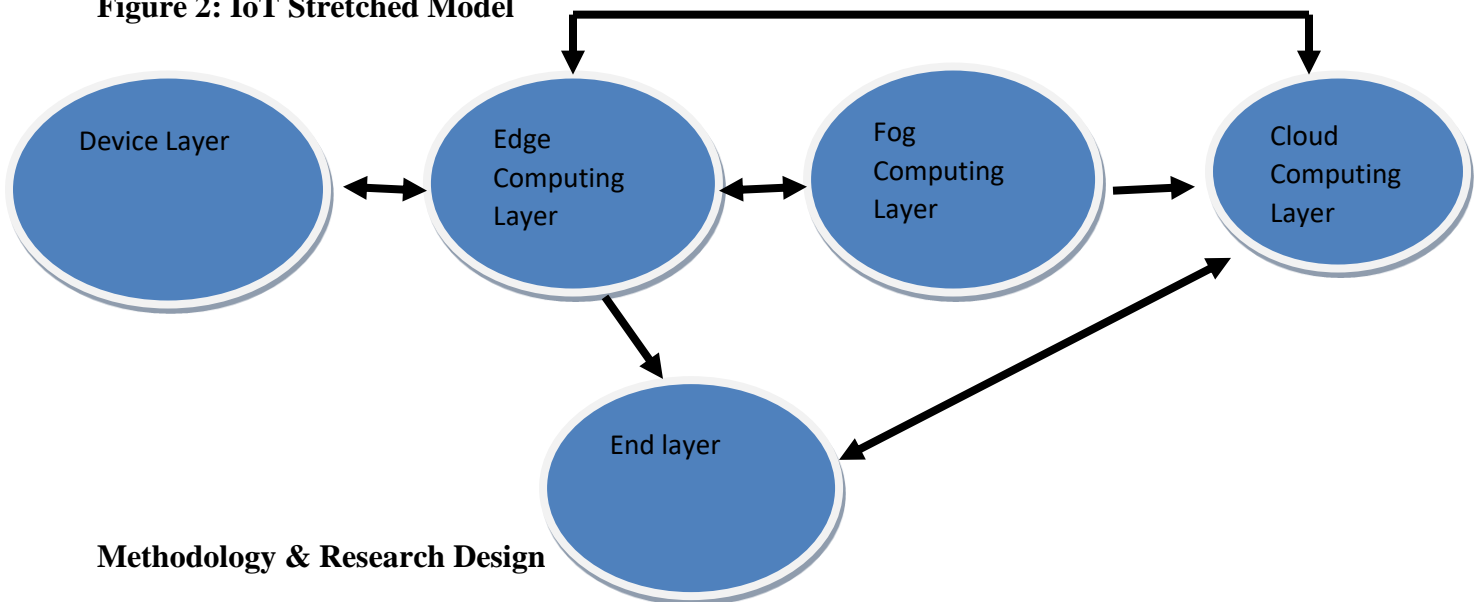 Figure 2: IoT Stretched Model
Device Layer
Edge
Computing
Layer
Fog
Computing
Layer
Cloud
Computing
Layer
End layer
Methodology & Research Design